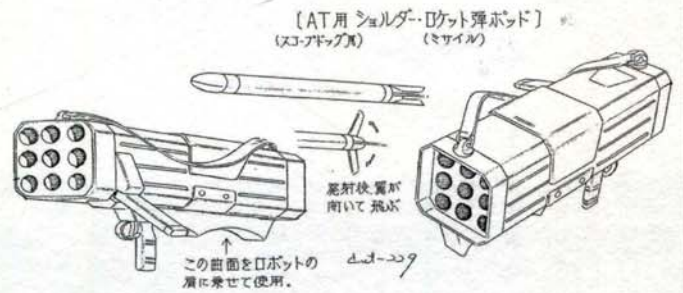 [AT用 ショルダー・ロケット弾ポッド]
(スコープドッグ用) (ミサイル)
発射後、翼が
開いて飛ぶ
この曲面をロボットの
肩に乗せて使用。